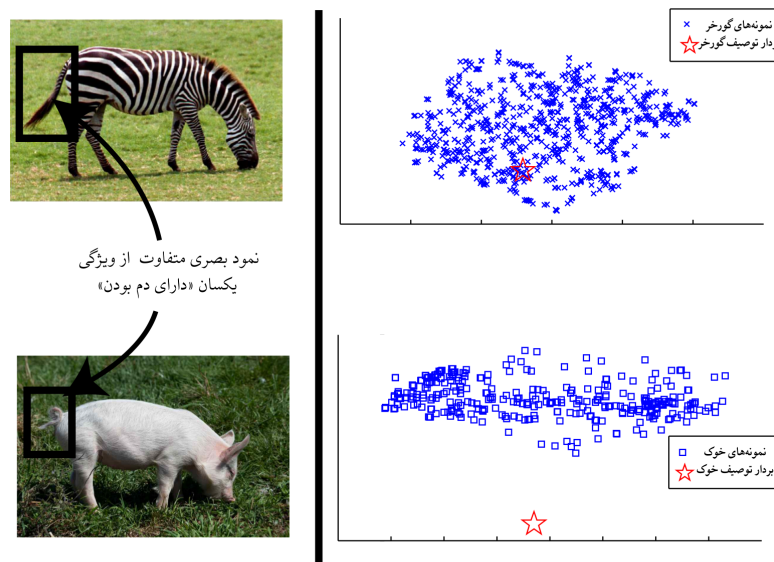 نمونه‌های گورخر
بردار توصیف گورخر
نمود بصری متفاوت از ویژگی
یکسان «دارای دم بودن»
نمونه‌های خوک
بردار توصیف خوک